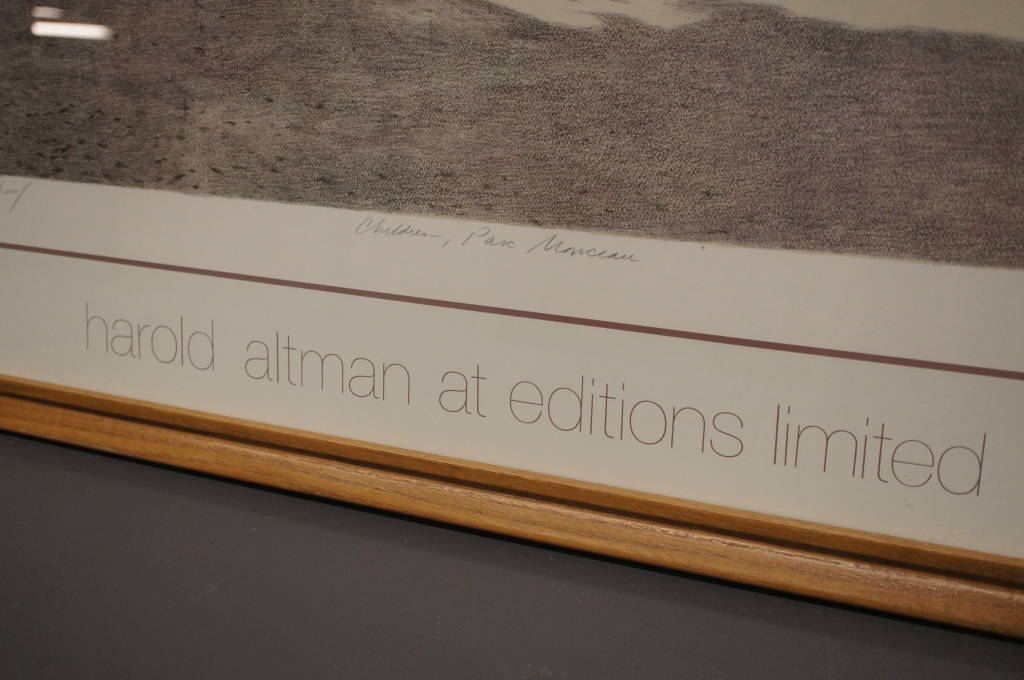 Children, Parc Monceau
harold altman at editions limited